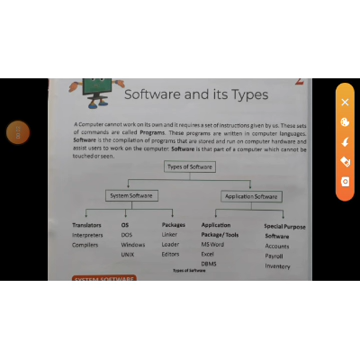 2
Software and its Types
A Computer cannot work on its own and it requires a set of instructions given by us. These sets
of commands are called Programs. These programs are written in computer languages.
Software is the compilation of programs that are stored and run on computer hardware and
assist users to work on the computer. Software is that part of a computer which cannot be
touched or seen.
Types of Software
System Software Application Software
Translators OS Packages Application Special Purpose
Interpreters DOS Linker Package/Tools Software
Compilers Windows Loader MS Word Accounts
UNIX Editors Excel Payroll
DBMS Inventory
Types of Software
SYSTEM SOFTWARE